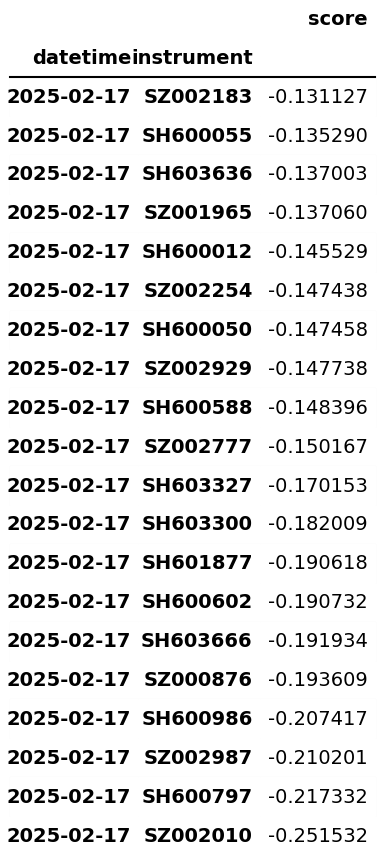 score
datetime instrument
2025-02-17 SZ002183 -0.131127
2025-02-17 SH600055 -0.135290
2025-02-17 SH603636 -0.137003
2025-02-17 SZ001965 -0.137060
2025-02-17 SH600012 -0.145529
2025-02-17 SZ002254 -0.147438
2025-02-17 SH600050 -0.147458
2025-02-17 SZ002929 -0.147738
2025-02-17 SH600588 -0.148396
2025-02-17 SZ002777 -0.150167
2025-02-17 SH603327 -0.170153
2025-02-17 SH603300 -0.182009
2025-02-17 SH601877 -0.190618
2025-02-17 SH600602 -0.190732
2025-02-17 SH603666 -0.191934
2025-02-17 SZ000876 -0.193609
2025-02-17 SH600986 -0.207417
2025-02-17 SZ002987 -0.210201
2025-02-17 SH600797 -0.217332
2025-02-17 SZ002010 -0.251532